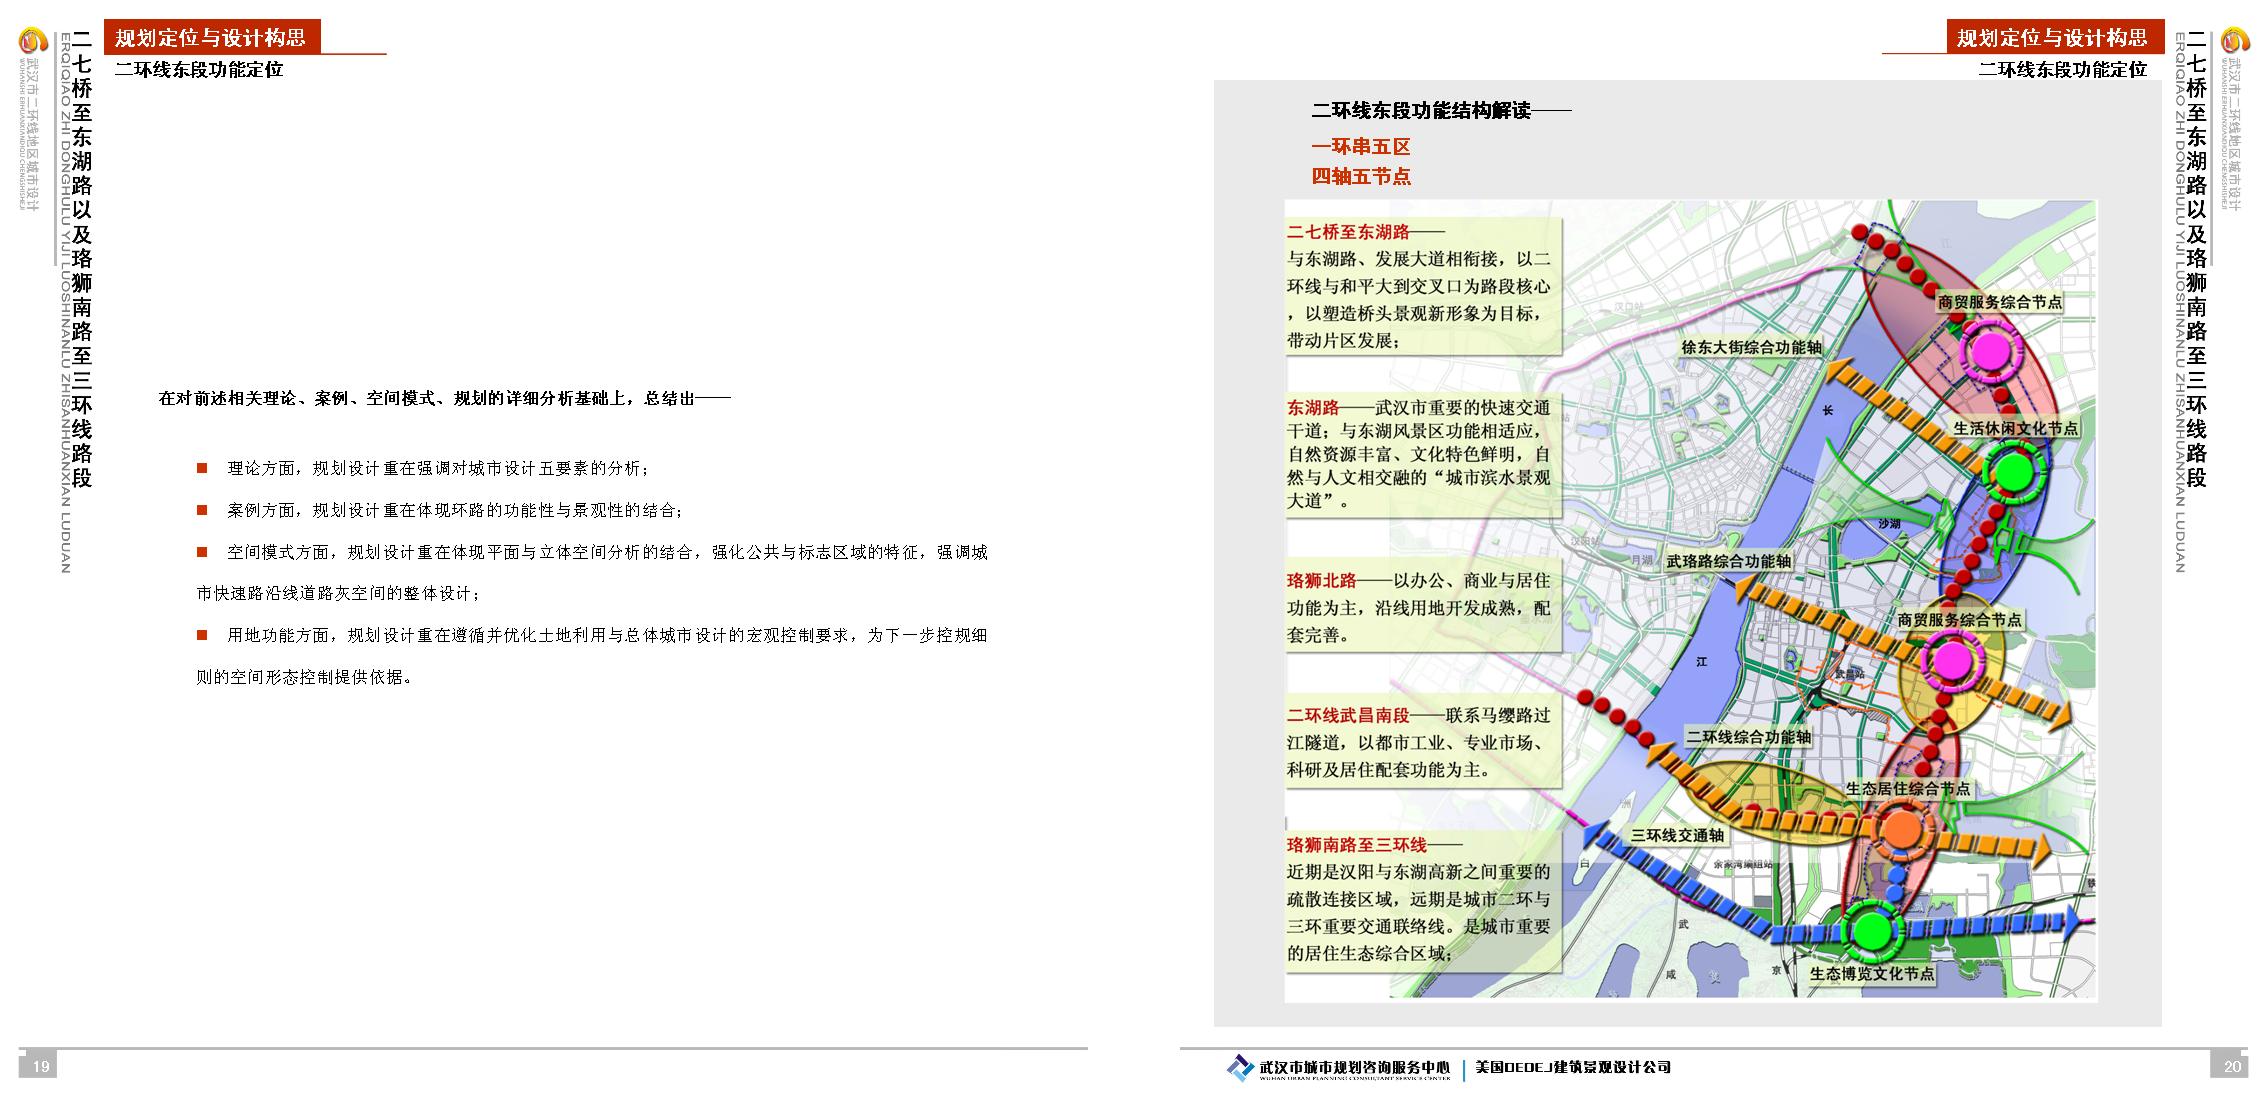 规划定位与设计构思
二环线东段功能定位
武汉市二环线地区城市设计
WUHANSHI ERHUANXIANDIQU CHENGSHISHEJI
二七桥至东湖路以及珞狮南路至三环线路段
ERQIQIAO ZHI DONGHULU YIJI LUOSHINANLU ZHISANHUANXIAN LUDUAN
在对前述相关理论、案例、空间模式、规划的详细分析基础上，总结出——
■ 理论方面，规划设计重在强调对城市设计五要素的分析；
■ 案例方面，规划设计重在体现环路的功能性与景观性的结合；
■ 空间模式方面，规划设计重在体现平面与立体空间分析的结合，强化公共与标志区域的特征，强调城
市快速路沿线道路灰空间的整体设计；
■ 用地功能方面，规划设计重在遵循并优化土地利用与总体城市设计的宏观控制要求，为下一步控规细
则的空间形态控制提供依据。
19
规划定位与设计构思
二环线东段功能定位
二环线东段功能结构解读——
一环串五区
四轴五节点
二七桥至东湖路——
与东湖路、发展大道相衔接，以二
环线与和平大到交叉口为路段核心
，以塑造桥头景观新形象为目标，
带动片区发展；
东湖路——武汉市重要的快速交通
干道；与东湖风景区功能相适应，
自然资源丰富、文化特色鲜明，自
然与人文相交融的“城市滨水景观
大道”。
珞狮北路——以办公、商业与居住
功能为主，沿线用地开发成熟，配
套完善。
二环线武昌南段——联系马缨路过
江隧道，以都市工业、专业市场、
科研及居住配套功能为主。
珞狮南路至三环线——
近期是汉阳与东湖高新之间重要的
疏散连接区域，远期是城市二环与
三环重要交通联络线。是城市重要
的居住生态综合区域；
江
商贸服务综合节点
汉口站
徐东大街综合功能轴
长
生活休闲文化节点
沙湖
汉阳站
月湖
武珞路综合功能轴
商贸服务综合节点
江
武昌站
二环线综合功能轴
生态居住综合节点
洲
三环线交通轴
白
余家湾编组站
铁
武
咸
京
生态博览文化节点
武汉市二环线地区城市设计
WUHANSHI ERHUANXIANDIQU CHENGSHISHEJI
二七桥至东湖路以及珞狮南路至三环线路段
ERQIQIAO ZHI DONGHULU YIJI LUOSHINANLU ZHISANHUANXIAN LUDUAN
武汉市城市规划咨询服务中心
WUHAN URBAN PLANNING CONSULTANT SERVICE CENTER
美国DEDEJ建筑景观设计公司
20